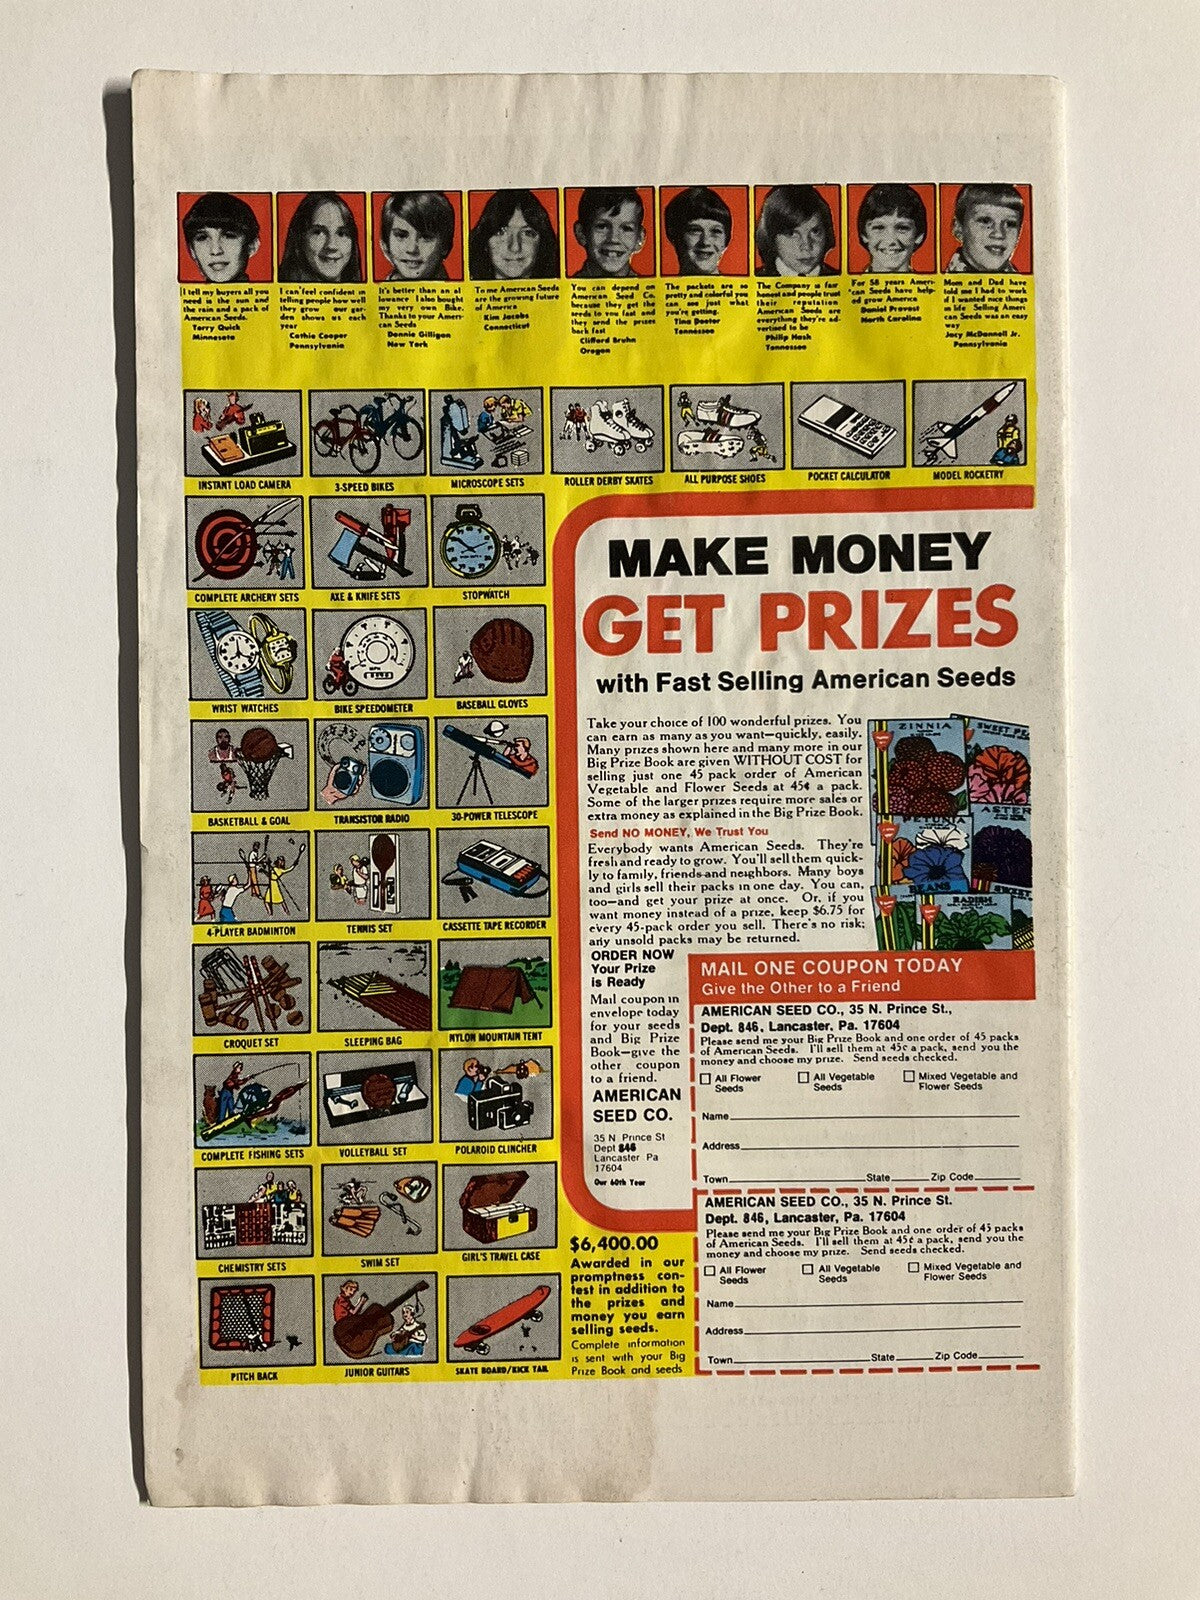 I tell my buyers all you
need is the sun and
the rain and a pack of
American Seeds.
Terry Quick
Minnesota
I can feel confident in
telling people how well
they grow our gar-
den shows us each
year
Cathie Cooper
Pennsylvania
It's better than an al
lowance I also bought
my very own Bike.
Thanks to your Ameri-
can Seeds
Donnie Gilligan
New York
To me American Seeds
are the growing future
of America
Kim Jacobs
Connecticut
You can depend on
American Seed Co.
because they get the
seeds to you fast and
they send the prizes
back fast
Clifford Bruhn
Oregon
The packets are so
pretty and colorful you
can see just what
you're getting.
Tina Doctor
Tennessee
The Company is fair
honest and people trust
their reputation
American Seeds are
everything they're ad-
vertised to be
Philip Hash
Tennessee
For 58 years Ameri-
can Seeds have help-
ed grow America
Daniel Provost
North Carolina
Mom and Dad have
told me I had to work
if I wanted nice things
in life Selling Ameri
can Seeds was an easy
way
Jacy McDonnell Jr.
Pennsylvania
INSTANT LOAD CAMERA
3-SPEED BIKES
MICROSCOPE SETS
ROLLER DERBY SKATES
ALL PURPOSE SHOES
POCKET CALCULATOR
MODEL ROCKETRY
COMPLETE ARCHERY SETS
AXE & KNIFE SETS
STOPWATCH
WRIST WATCHES
BIKE SPEEDOMETER
BASEBALL GLOVES
BASKETBALL & GOAL
TRANSISTOR RADIO
30-POWER TELESCOPE
4-PLAYER BADMINTON
TENNIS SET
CASSETTE TAPE RECORDER
CROQUET SET
SLEEPING BAG
NYLON MOUNTAIN TENT
COMPLETE FISHING SETS
VOLLEYBALL SET
POLAROID CLINCHER
CHEMISTRY SETS
SWIM SET
GIRL'S TRAVEL CASE
PITCH BACK
JUNIOR GUITARS
SKATE BOARD/KICK TAIL
MAKE MONEY
GET PRIZES
with Fast Selling American Seeds
Take your choice of 100 wonderful prizes. You
can earn as many as you want—quickly, easily.
Many prizes shown here and many more in our
Big Prize Book are given WITHOUT COST for
selling just one 45 pack order of American
Vegetable and Flower Seeds at 45¢ a pack.
Some of the larger prizes require more sales or
extra money as explained in the Big Prize Book.
Send NO MONEY, We Trust You
Everybody wants American Seeds. They're
fresh and ready to grow. You'll sell them quick-
ly to family, friends and neighbors. Many boys
and girls sell their packs in one day. You can,
too—and get your prize at once. Or, if you
want money instead of a prize, keep $6.75 for
every 45-pack order you sell. There's no risk;
any unsold packs may be returned.
ZINNIA
SWEET PE
ASTER
PETUNIA
BEANS
SWEET
RADISH
ORDER NOW
Your Prize
is Ready
Mail coupon in
envelope today
for your seeds
and Big Prize
Book—give the
other coupon
to a friend.
AMERICAN
SEED CO.
35 N Prince St
Dept 846
Lancaster Pa
17604
Our 60th Year
MAIL ONE COUPON TODAY
Give the Other to a Friend
AMERICAN SEED CO., 35 N. Prince St.,
Dept. 846, Lancaster, Pa. 17604
Please send me your Big Prize Book and one order of 45 packs
of American Seeds. I'll sell them at 45¢ a pack, send you the
money and choose my prize. Send seeds checked.
All Flower Seeds
All Vegetable Seeds
Mixed Vegetable and Flower Seeds
Name
Address
Town State Zip Code
AMERICAN SEED CO., 35 N. Prince St.
Dept. 846, Lancaster, Pa. 17604
Please send me your Big Prize Book and one order of 45 packs
of American Seeds. I'll sell them at 45¢ a pack, send you the
money and choose my prize. Send seeds checked.
All Flower Seeds
All Vegetable Seeds
Mixed Vegetable and Flower Seeds
Name
Address
Town State Zip Code
$6,400.00
Awarded in our
promptness con-
test in addition to
the prizes and
money you earn
selling seeds.
Complete information
is sent with your Big
Prize Book and seeds